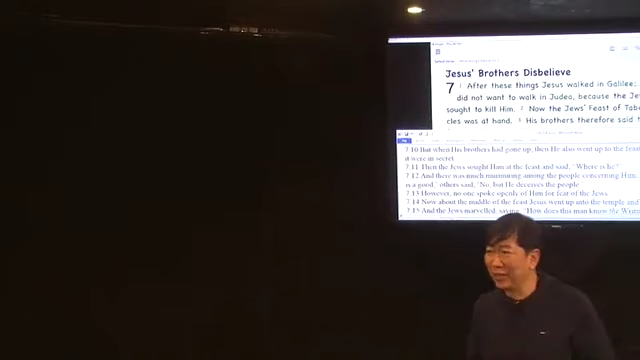 Jesus' Brothers Disbelieve
7 1 After these things Jesus walked in Galilee;
did not want to walk in Judea, because the Je
sought to kill Him. 2 Now the Jews' Feast of Taber
cles was at hand. 3 His brothers therefore said t
7:10 But when His brothers had gone up, then He also went up to the feast
it were in secret
7:11 Then the Jews sought Him at the feast and said, "Where is he?"
7:12 And there was much murmuring among the people concerning Him.
is a good," others said, "No, but He deceives the people
7:13 However, no one spoke openly of Him for fear of the Jews.
7:14 Now about the middle of the feast Jesus went up into the temple and
7:15 And the Jews marvelled, saying, "How does this man know the Writin